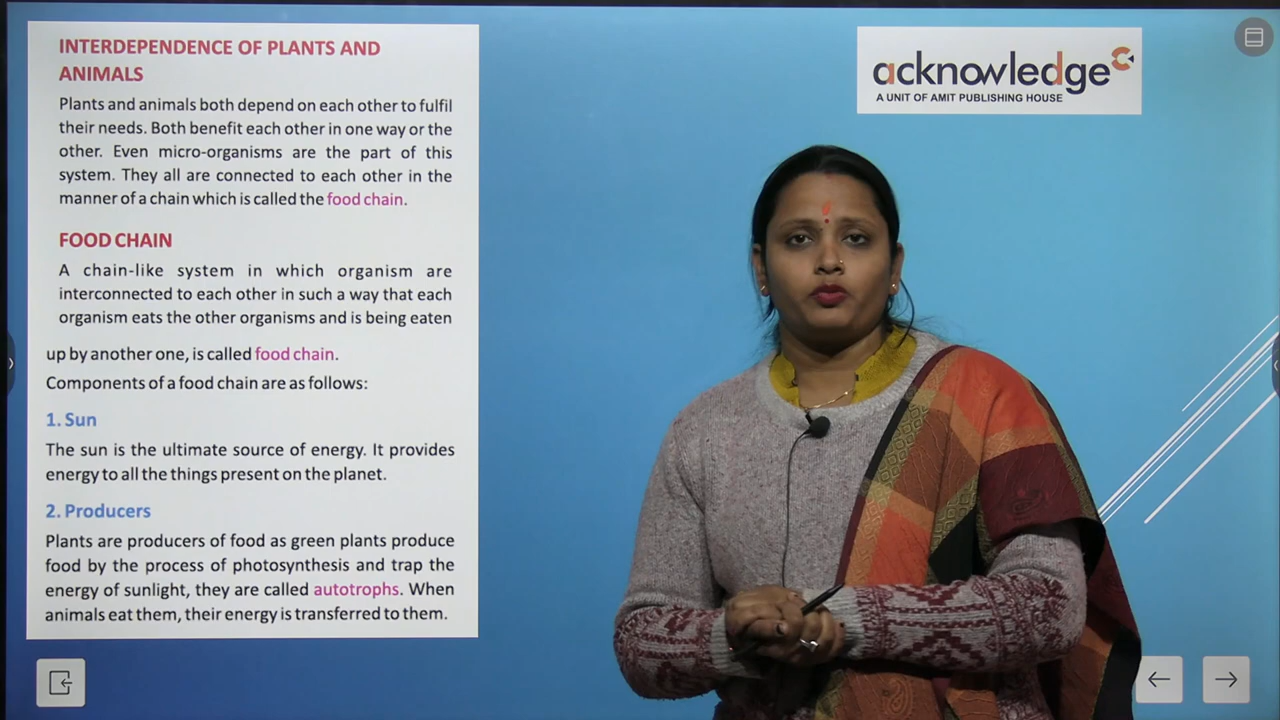 INTERDEPENDENCE OF PLANTS AND
ANIMALS
Plants and animals both depend on each other to fulfil
their needs. Both benefit each other in one way or the
other. Even micro-organisms are the part of this
system. They all are connected to each other in the
manner of a chain which is called the food chain.
FOOD CHAIN
A chain-like system in which organism are
interconnected to each other in such a way that each
organism eats the other organisms and is being eaten
up by another one, is called food chain.
Components of a food chain are as follows:
1. Sun
The sun is the ultimate source of energy. It provides
energy to all the things present on the planet.
2. Producers
Plants are producers of food as green plants produce
food by the process of photosynthesis and trap the
energy of sunlight, they are called autotrophs. When
animals eat them, their energy is transferred to them.
acknowledge
A UNIT OF AMIT PUBLISHING HOUSE